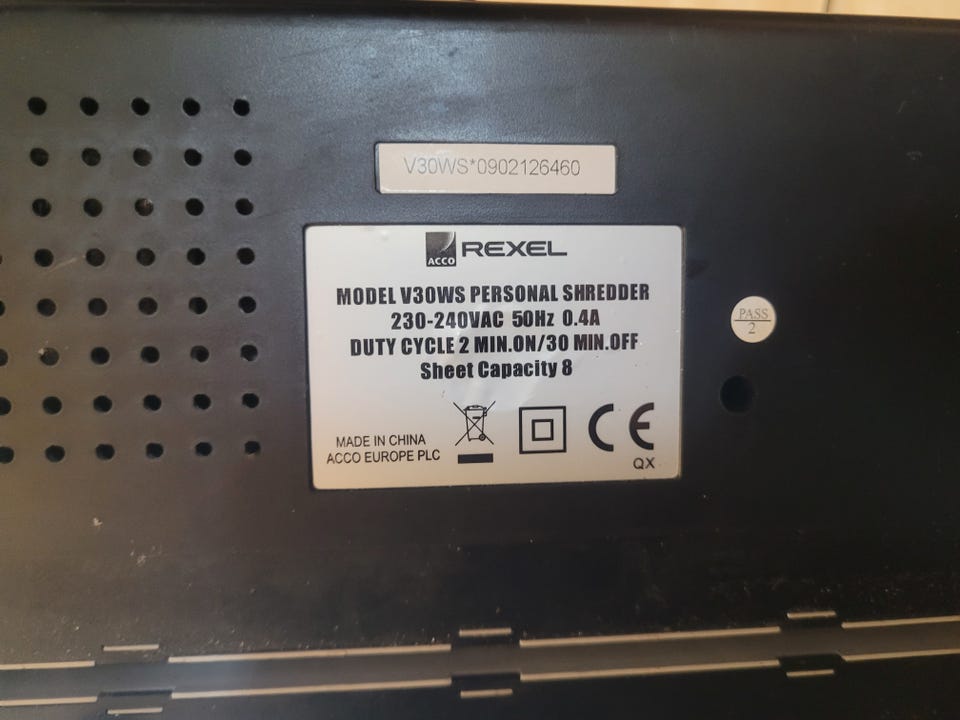 V30WS*0902126460
ACCO REXEL
MODEL V30WS PERSONAL SHREDDER
230-240VAC 50Hz 0.4A
DUTY CYCLE 2 MIN.ON/30 MIN.OFF
Sheet Capacity 8
MADE IN CHINA
ACCO EUROPE PLC
CE
QX
PASS
2